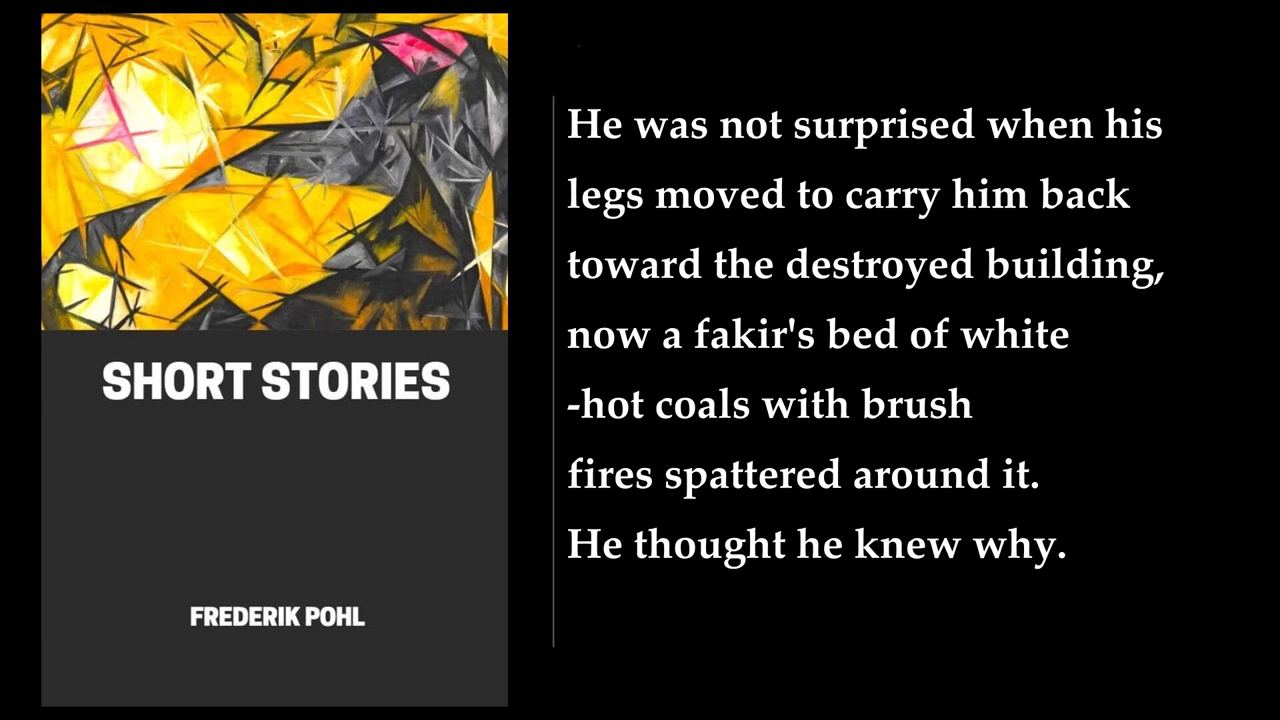 SHORT STORIES
FREDERIK POHL
He was not surprised when his
legs moved to carry him back
toward the destroyed building,
now a fakir's bed of white
-hot coals with brush
fires spattered around it.
He thought he knew why.